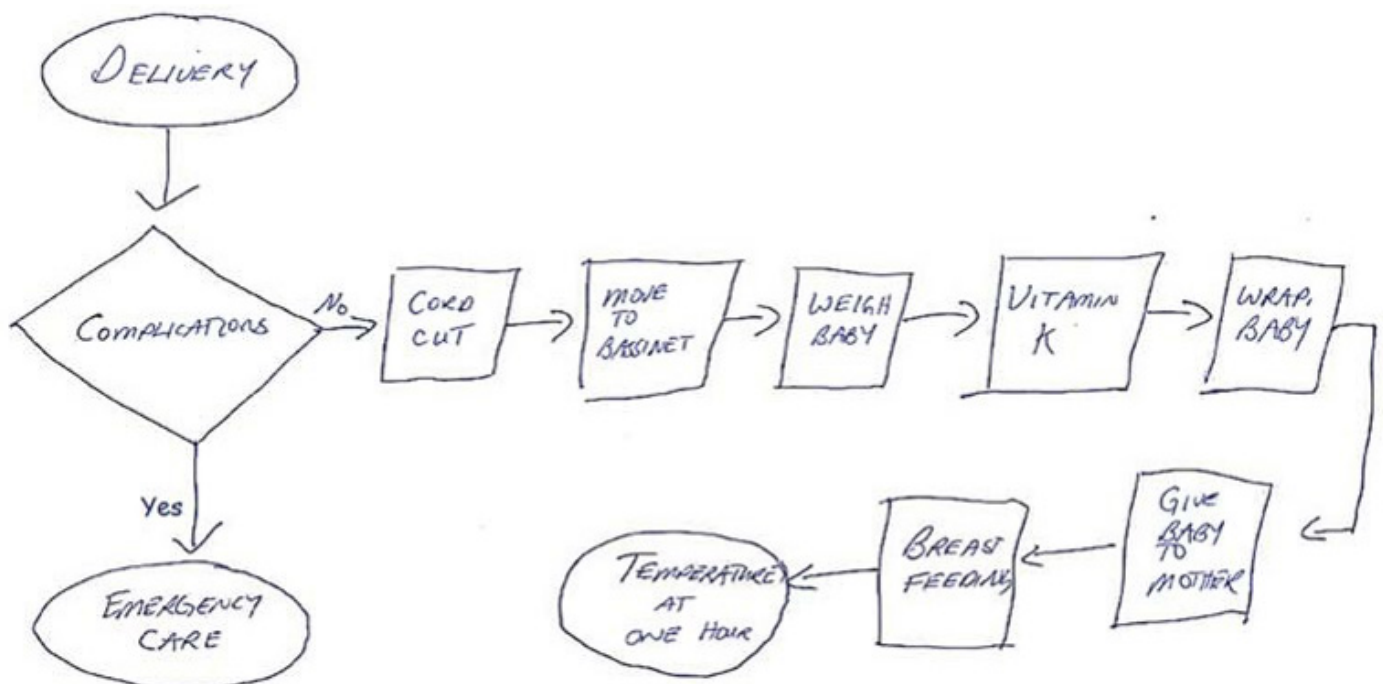 DELIVERY
COMPLICATIONS
No
CORD
CUT
MOVE
TO
BASSINET
WEIGH
BABY
VITAMIN
K
WRAP
BABY
Yes
EMERGENCY
CARE
GIVE
BABY
TO
MOTHER
BREAST
FEEDING
TEMPERATURE
AT
ONE HOUR